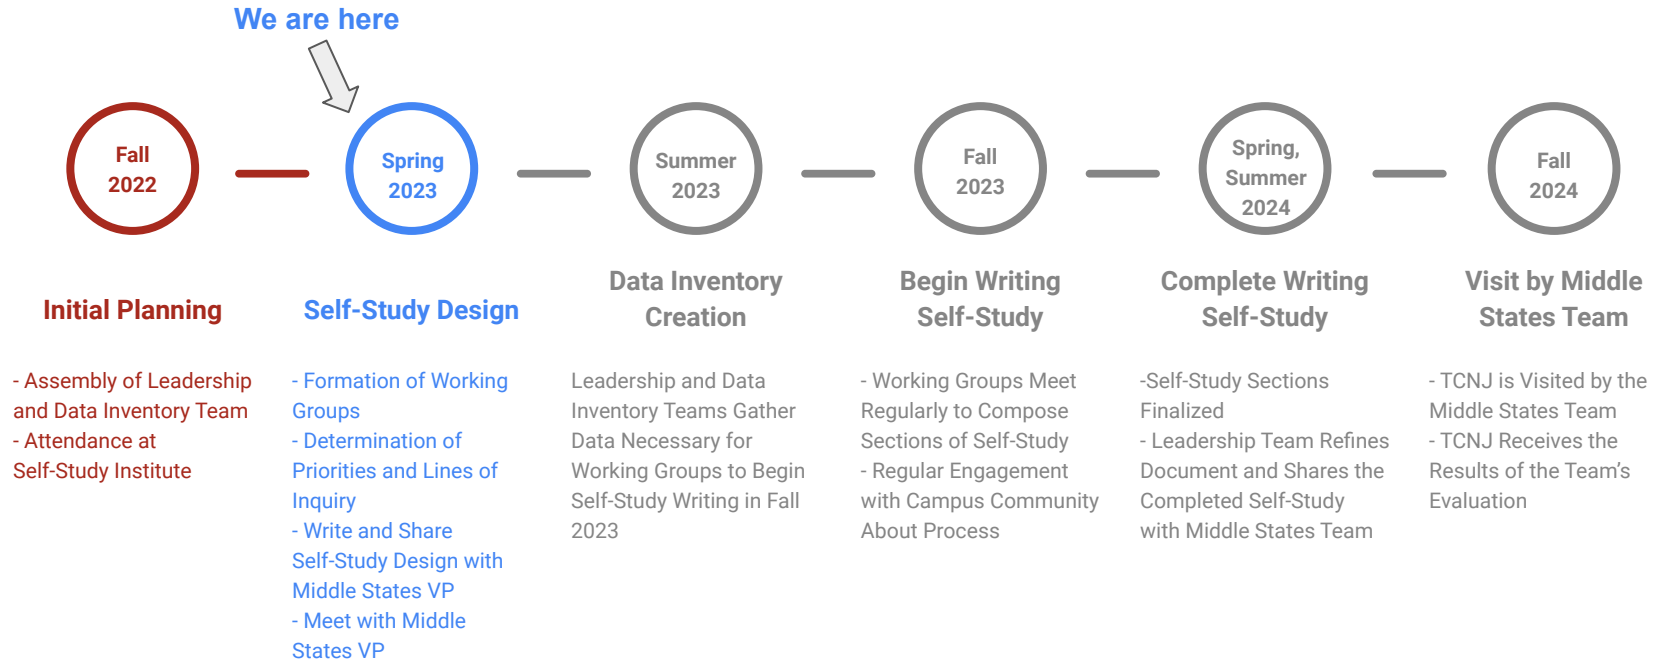 We are here
Fall
2022
Spring
2023
Summer
2023
Fall
2023
Spring,
Summer
2024
Fall
2024
Initial Planning
- Assembly of Leadership
and Data Inventory Team
- Attendance at
Self-Study Institute
Self-Study Design
- Formation of Working
Groups
- Determination of
Priorities and Lines of
Inquiry
- Write and Share
Self-Study Design with
Middle States VP
- Meet with Middle
States VP
Data Inventory
Creation
Leadership and Data
Inventory Teams Gather
Data Necessary for
Working Groups to Begin
Self-Study Writing in Fall
2023
Begin Writing
Self-Study
- Working Groups Meet
Regularly to Compose
Sections of Self-Study
- Regular Engagement
with Campus Community
About Process
Complete Writing
Self-Study
-Self-Study Sections
Finalized
- Leadership Team Refines
Document and Shares the
Completed Self-Study
with Middle States Team
Visit by Middle
States Team
- TCNJ is Visited by the
Middle States Team
- TCNJ Receives the
Results of the Team’s
Evaluation